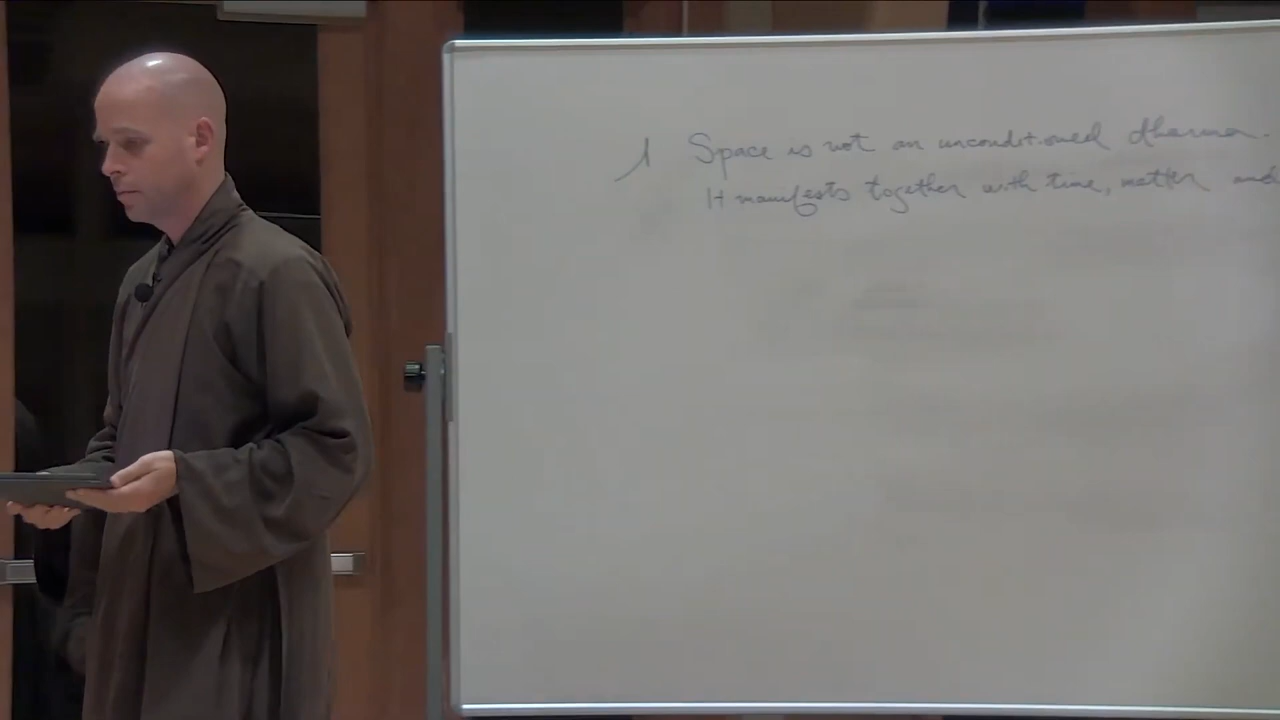 1 Space is not an unconditioned dharma.
It manifests together with time, matter and